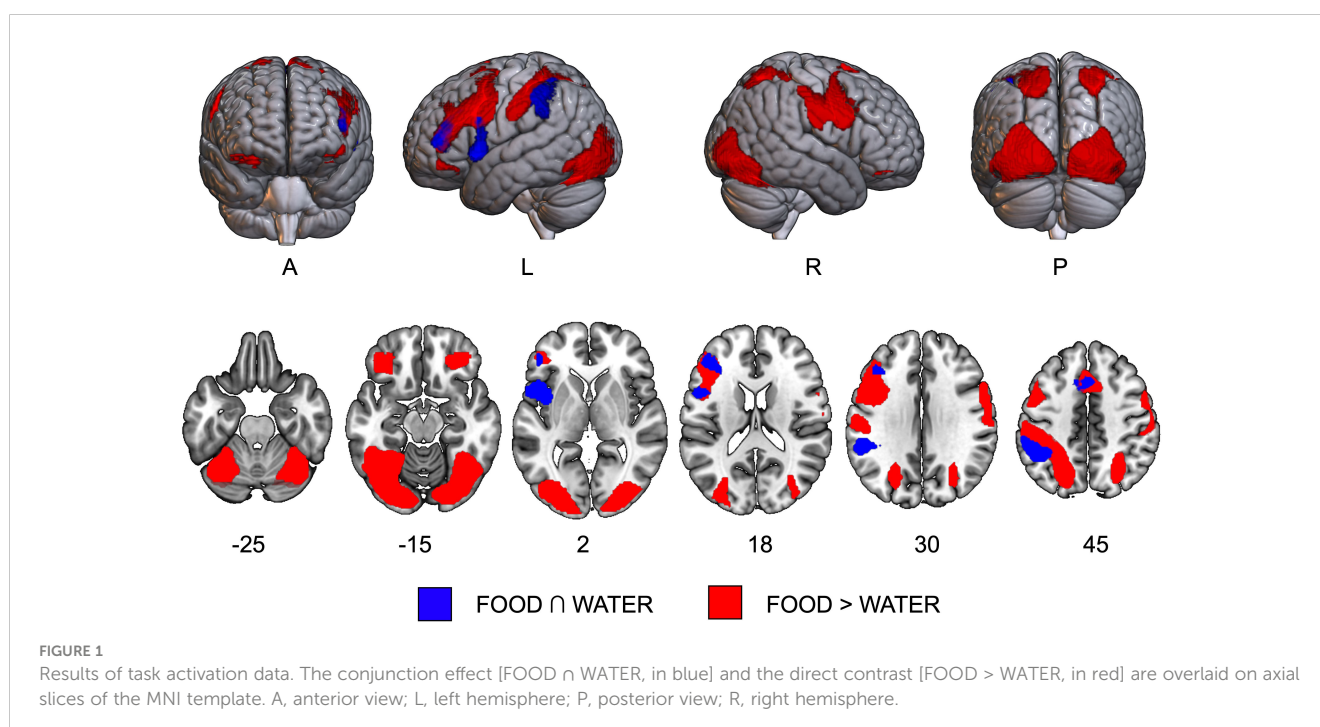 A L R P
-25 -15 2 18 30 45
FOOD ∩ WATER FOOD > WATER
FIGURE 1
Results of task activation data. The conjunction effect [FOOD ∩ WATER, in blue] and the direct contrast [FOOD > WATER, in red] are overlaid on axial
slices of the MNI template. A, anterior view; L, left hemisphere; P, posterior view; R, right hemisphere.